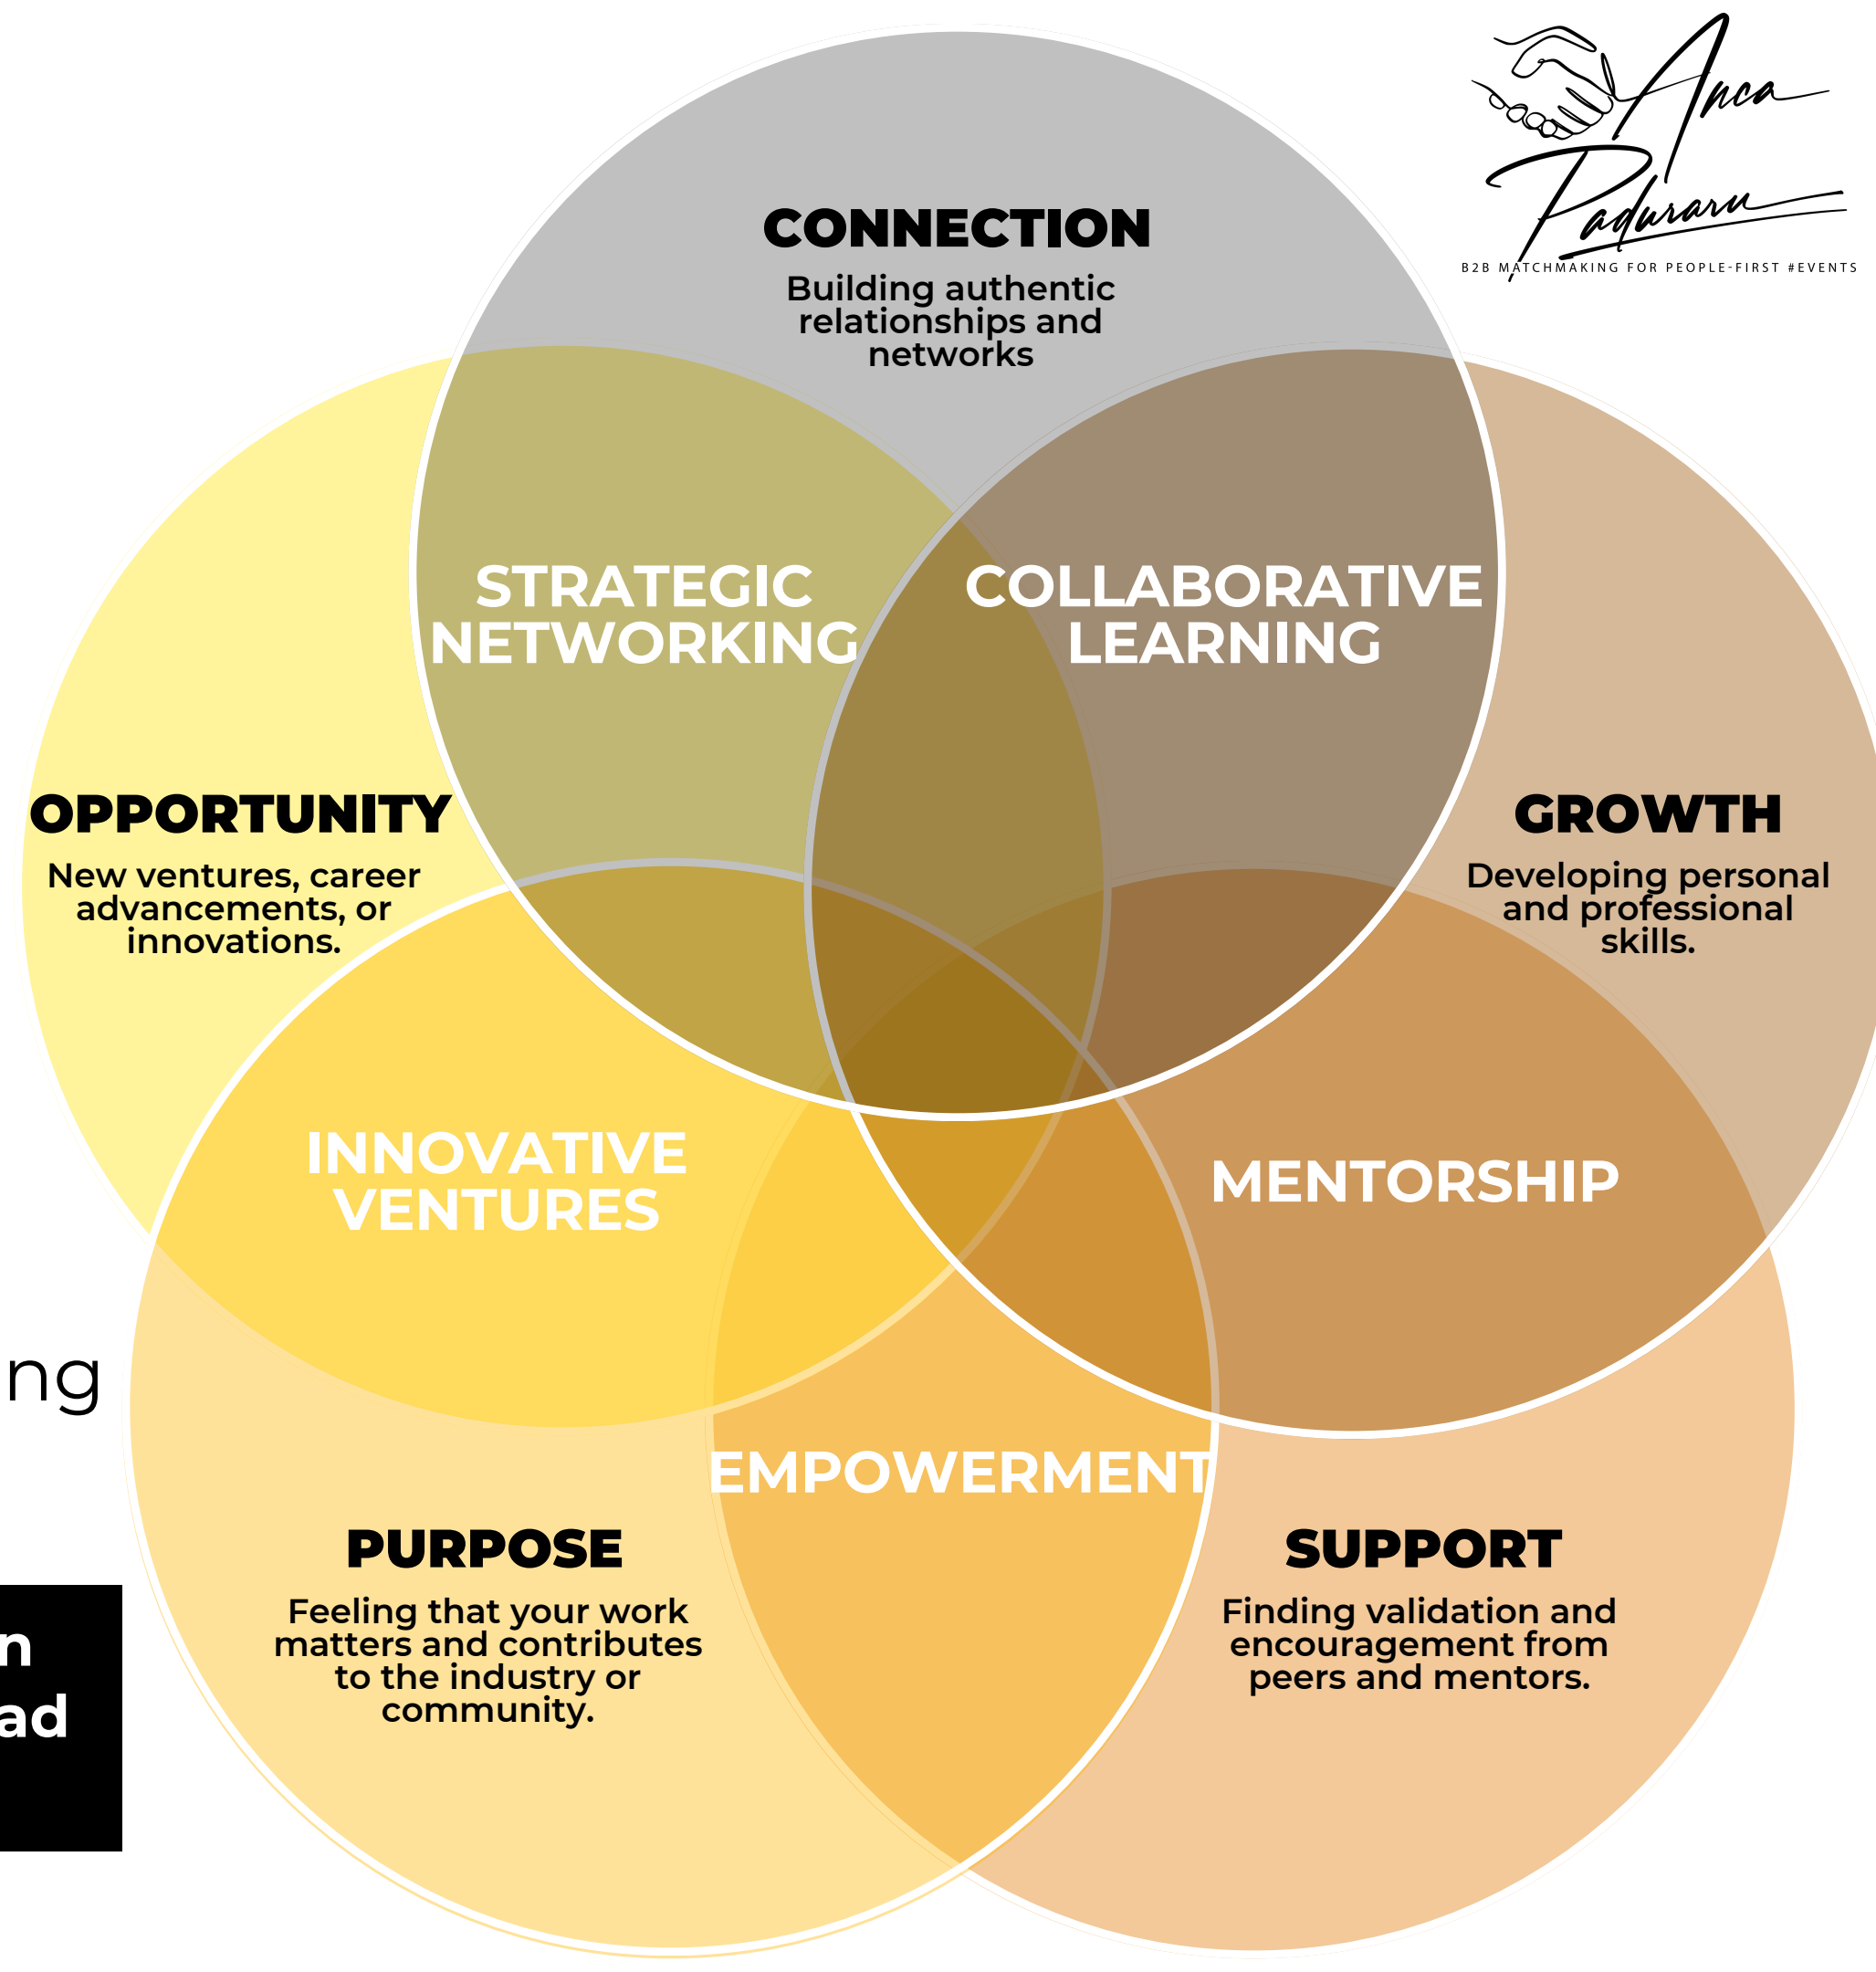 Anca
Paduraru
B2B MATCHMAKING FOR PEOPLE-FIRST #EVENTS
CONNECTION
Building authentic
relationships and
networks
STRATEGIC
NETWORKING
COLLABORATIVE
LEARNING
OPPORTUNITY
New ventures, career
advancements, or
innovations.
GROWTH
Developing personal
and professional
skills.
INNOVATIVE
VENTURES
MENTORSHIP
ng
EMPOWERMENT
PURPOSE
Feeling that your work
matters and contributes
to the industry or
community.
SUPPORT
Finding validation and
encouragement from
peers and mentors.
n
ad